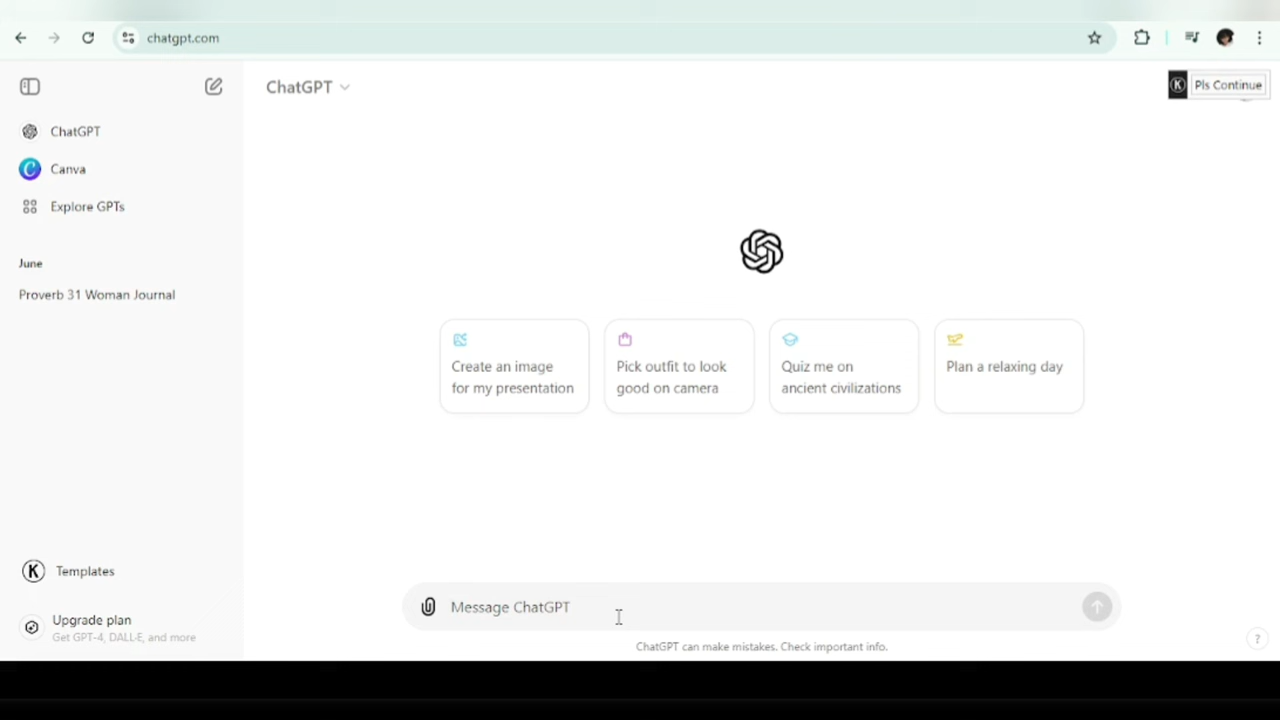 chatgpt.com
ChatGPT
K Pls Continue
ChatGPT
Canva
Explore GPTs
June
Proverb 31 Woman Journal
Create an image
for my presentation
Pick outfit to look
good on camera
Quiz me on
ancient civilizations
Plan a relaxing day
K Templates
Upgrade plan
Get GPT-4, DALL·E, and more
Message ChatGPT
ChatGPT can make mistakes. Check important info.
?